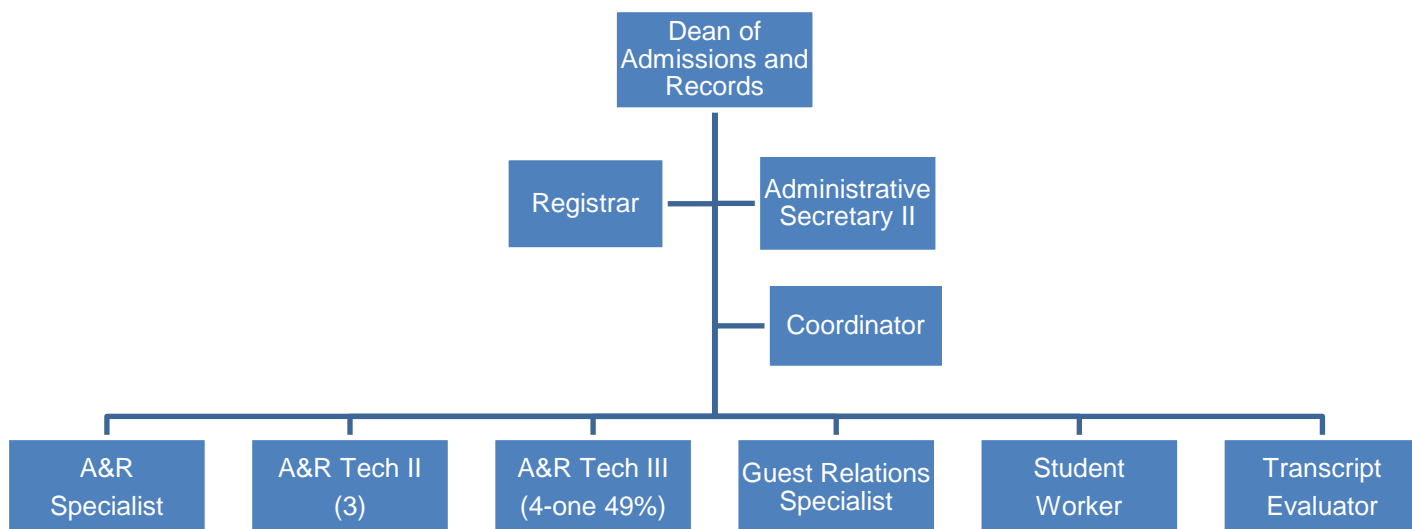 Dean of
Admissions and
Records
Registrar
Administrative
Secretary II
Coordinator
A&R
Specialist
A&R Tech II
(3)
A&R Tech III
(4-one 49%)
Guest Relations
Specialist
Student
Worker
Transcript
Evaluator